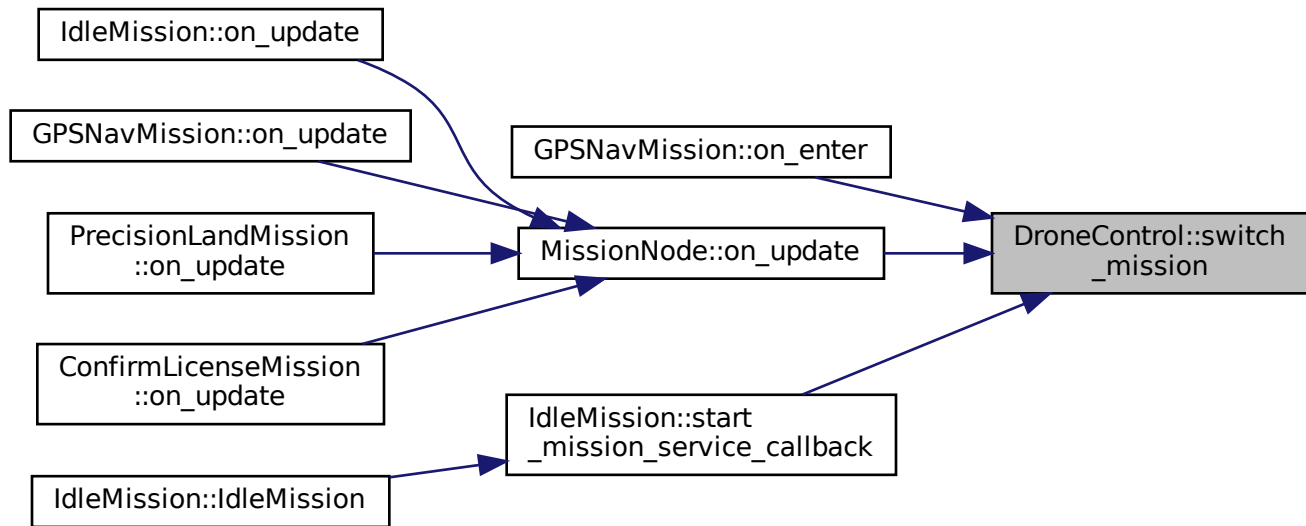 IdleMission::on_update
GPSNavMission::on_update
GPSNavMission::on_enter
PrecisionLandMission
::on_update
MissionNode::on_update
DroneControl::switch
_mission
ConfirmLicenseMission
::on_update
IdleMission::start
_mission_service_callback
IdleMission::IdleMission